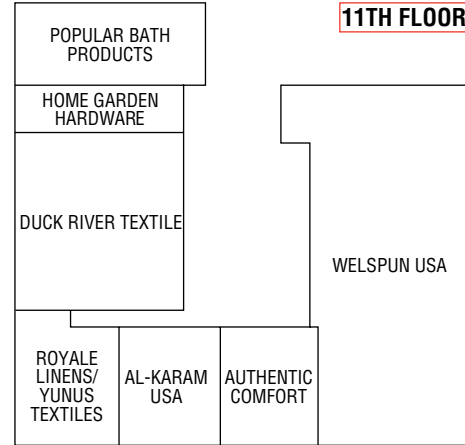 11TH FLOOR
POPULAR BATH
PRODUCTS
HOME GARDEN
HARDWARE
DUCK RIVER TEXTILE
WELSPUN USA
ROYALE
LINENS/
YUNUS
TEXTILES
AL-KARAM
USA
AUTHENTIC
COMFORT